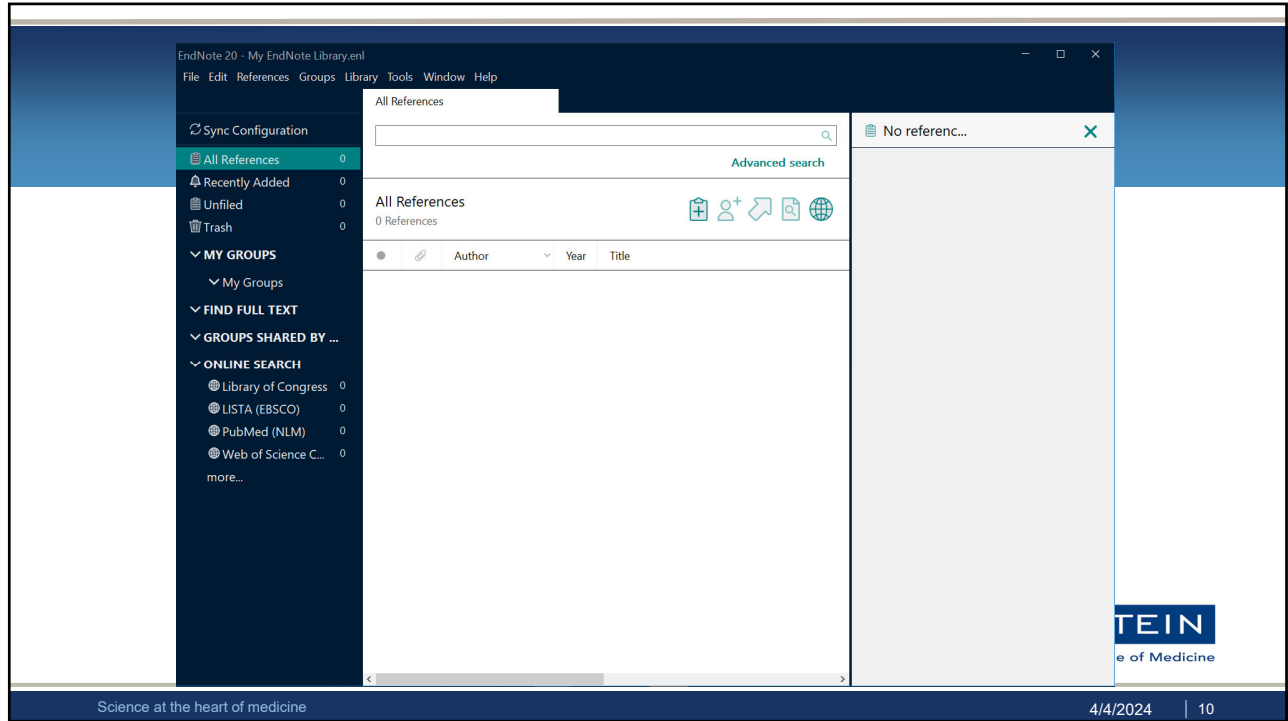 EndNote 20 - My EndNote Library.enl
File Edit References Groups Library Tools Window Help
All References
Sync Configuration
All References 0
Recently Added 0
Unfiled 0
Trash 0
MY GROUPS
My Groups
FIND FULL TEXT
GROUPS SHARED BY ...
ONLINE SEARCH
Library of Congress 0
LISTA (EBSCO) 0
PubMed (NLM) 0
Web of Science C... 0
more...
Advanced search
All References
0 References
Author Year Title
No referenc...
TEIN
e of Medicine
Science at the heart of medicine
4/4/2024 | 10